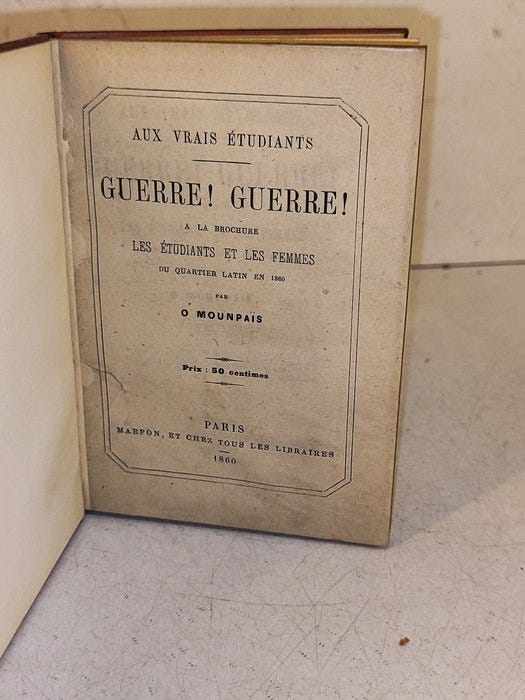 AUX VRAIS ÉTUDIANTS
GUERRE! GUERRE!
A LA BROCHURE
LES ÉTUDIANTS ET LES FEMMES
DU QUARTIER LATIN EN 1860
PAR
O MOUNPAÏS
Prix : 50 centimes
PARIS
MARPON, ET CHEZ TOUS LES LIBRAIRES
1860